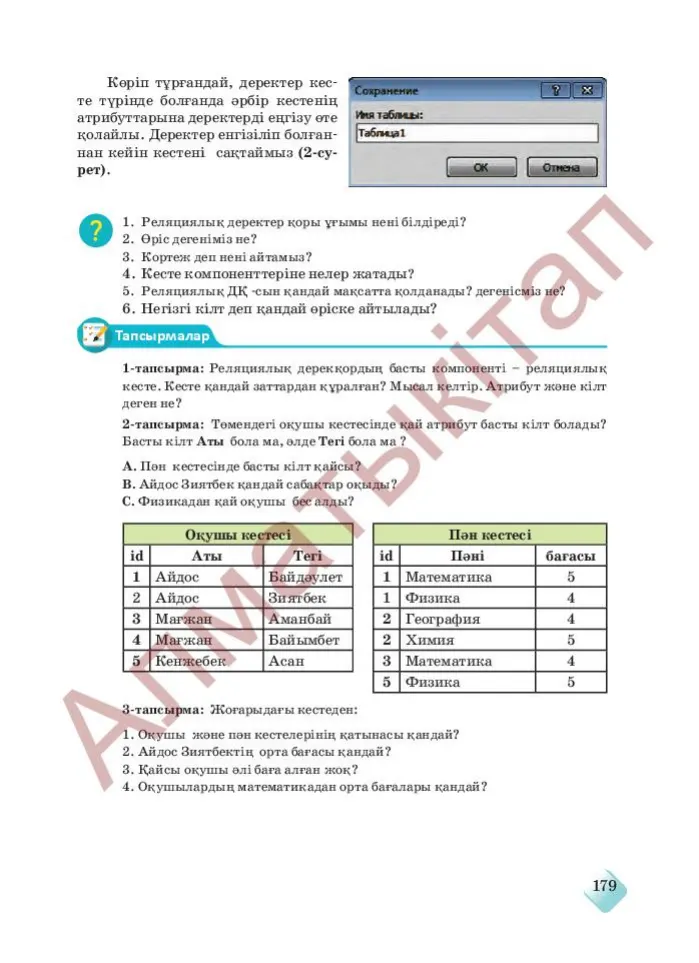 Көріп тұрғандай, деректер кес-
те түрінде болғанда әрбір кестенің
атрибуттарына деректерді еңгізу өте
қолайлы. Деректер енгізіліп болған-
нан кейін кестені сақтаймыз (2-су-
рет).
Сохранение
Имя таблицы:
Таблица1
ОК Отмена
1. Реляциялық деректер қоры ұғымы нені білдіреді?
2. Өріс дегеніміз не?
3. Кортеж деп нені айтамыз?
4. Кесте компоненттеріне нелер жатады?
5. Реляциялық ДҚ -сын қандай мақсатта қолданады? дегенісміз не?
6. Негізгі кілт деп қандай өріске айтылады?
Тапсырмалар
1-тапсырма: Реляциялық дерекқордың басты компоненті – реляциялық
кесте. Кесте қандай заттардан құралған? Мысал келтір. Атрибут және кілт
деген не?
2-тапсырма: Төмендегі оқушы кестесінде қай атрибут басты кілт болады?
Басты кілт Аты бола ма, әлде Тегі бола ма ?
А. Пән кестесінде басты кілт қайсы?
В. Айдос Зиятбек қандай сабақтар оқыды?
С. Физикадан қай оқушы бес алды?
Оқушы кестесі
id Аты Тегі
1 Айдос Байдәулет
2 Айдос Зиятбек
3 Мағжан Аманбай
4 Мағжан Байымбет
5 Кенжебек Асан
Пән кестесі
id Пәні бағасы
1 Математика 5
1 Физика 4
2 География 4
2 Химия 5
3 Математика 4
5 Физика 5
3-тапсырма: Жоғарыдағы кестеден:
1. Оқушы және пән кестелерінің қатынасы қандай?
2. Айдос Зиятбектің орта бағасы қандай?
3. Қайсы оқушы әлі баға алған жоқ?
4. Оқушылардың математикадан орта бағалары қандай?
179
Алматыкітап